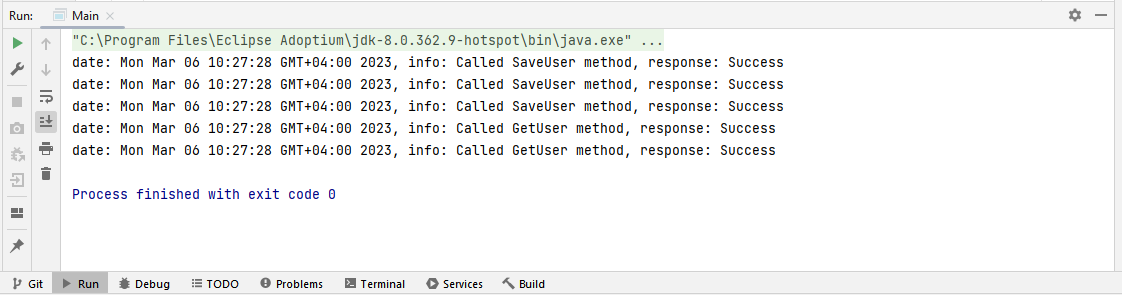 Run: Main
"C:\Program Files\Eclipse Adoptium\jdk-8.0.362.9-hotspot\bin\java.exe" ...
date: Mon Mar 06 10:27:28 GMT+04:00 2023, info: Called SaveUser method, response: Success
date: Mon Mar 06 10:27:28 GMT+04:00 2023, info: Called SaveUser method, response: Success
date: Mon Mar 06 10:27:28 GMT+04:00 2023, info: Called SaveUser method, response: Success
date: Mon Mar 06 10:27:28 GMT+04:00 2023, info: Called GetUser method, response: Success
date: Mon Mar 06 10:27:28 GMT+04:00 2023, info: Called GetUser method, response: Success
Process finished with exit code 0
Git Run Debug TODO Problems Terminal Services Build